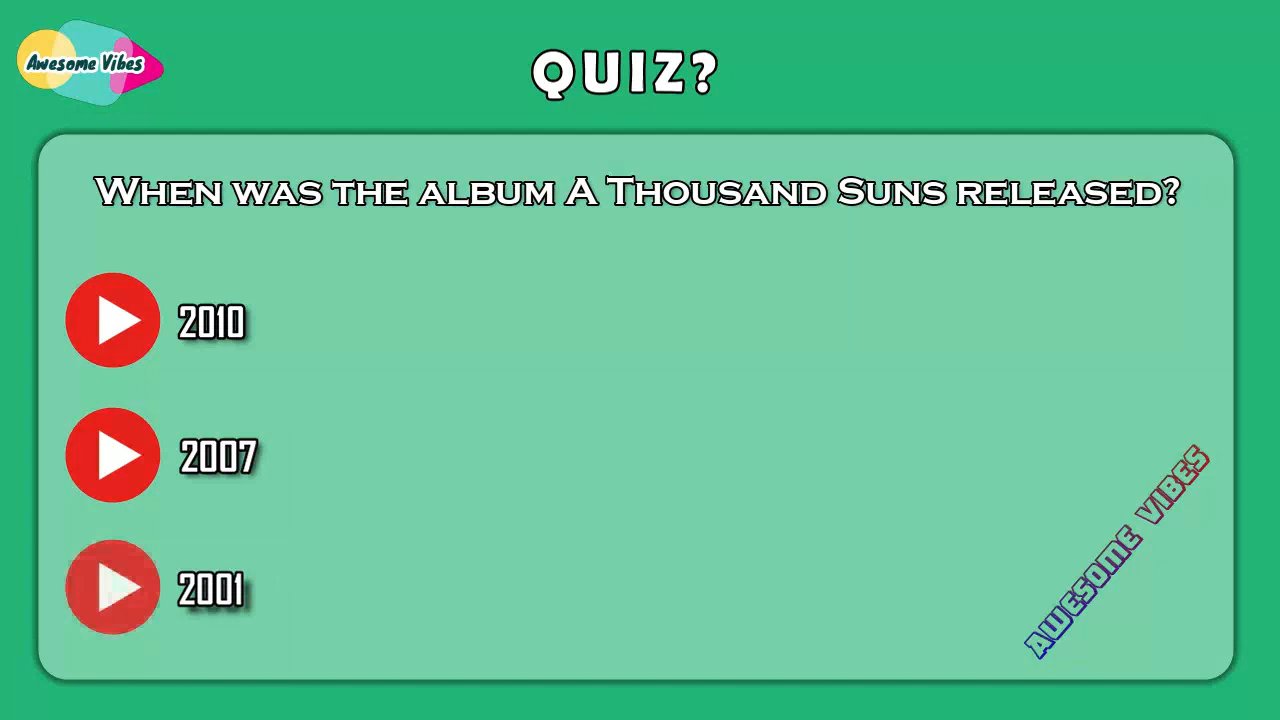 Awesome Vibes
QUIZ?
When was the album A Thousand Suns released?
2010
2007
2001
AWESOME VIBES